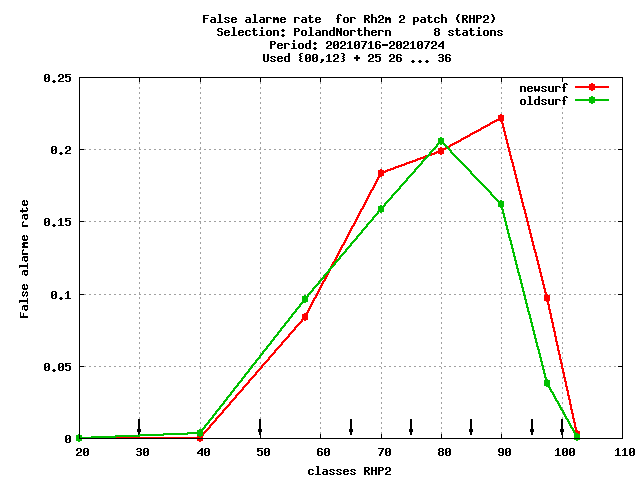 False alarme rate  for Rh2m 2 patch (RHP2)
Selection: PolandNorthern      8 stations
Period: 20210716-20210724
Used {00,12} + 25 26 ... 36
newsurf
oldsurf
0.25
0.2
0.15
0.1
0.05
0
False alarme rate
20 30 40 50 60 70 80 90 100 110
classes RHP2